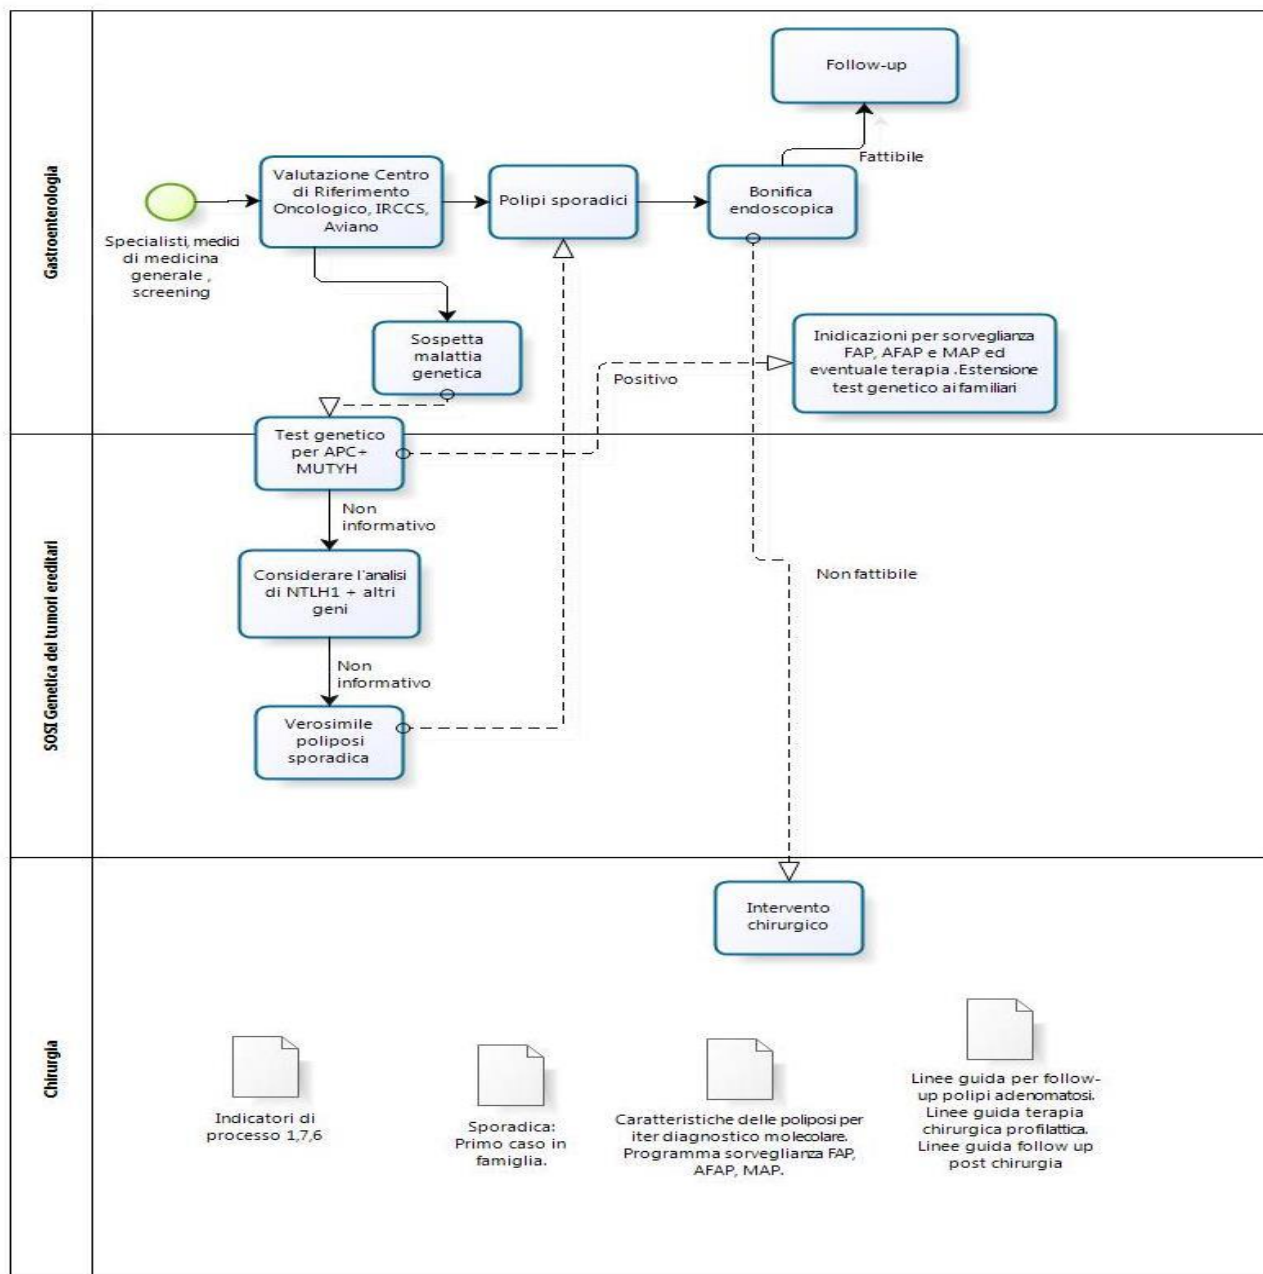 Gastroenterologia
Follow-up
Fattibile
Valutazione Centro
di Riferimento
Oncologico, IRCCS,
Aviano
Polipi sporadici
Bonifica
endoscopica
Specialisti, medici
di medicina
generale ,
screening
Sospetta
malattia
genetica
Positivo
Inidicazioni per sorveglianza
FAP, AFAP e MAP ed
eventuale terapia .Estensione
test genetico ai familiari
SOSI Genetica dei tumori ereditari
Test genetico
per APC+
MUTYH
Non
informativo
Considerare l'analisi
di NTLH1 + altri
geni
Non fattibile
Non
informativo
Verosimile
poliposi
sporadica
Chirurgia
Intervento
chirurgico
Indicatori di
processo 1,7,6
Sporadica:
Primo caso in
famiglia.
Caratteristiche delle poliposi per
iter diagnostico molecolare.
Programma sorveglianza FAP,
AFAP, MAP.
Linee guida per follow-
up polipi adenomatosi.
Linee guida terapia
chirurgica profilattica.
Linee guida follow up
post chirurgia